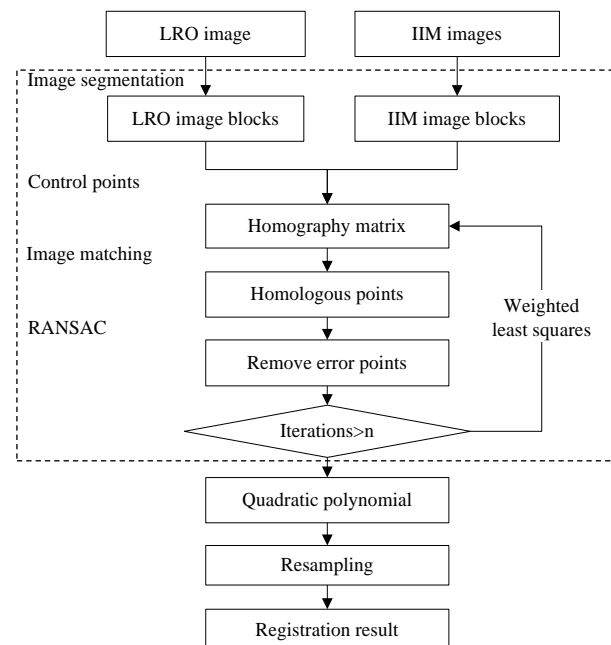 LRO image
IIM images
Image segmentation
LRO image blocks
IIM image blocks
Control points
Homography matrix
Image matching
Homologous points
Weighted
least squares
RANSAC
Remove error points
Iterations>n
Quadratic polynomial
Resampling
Registration result